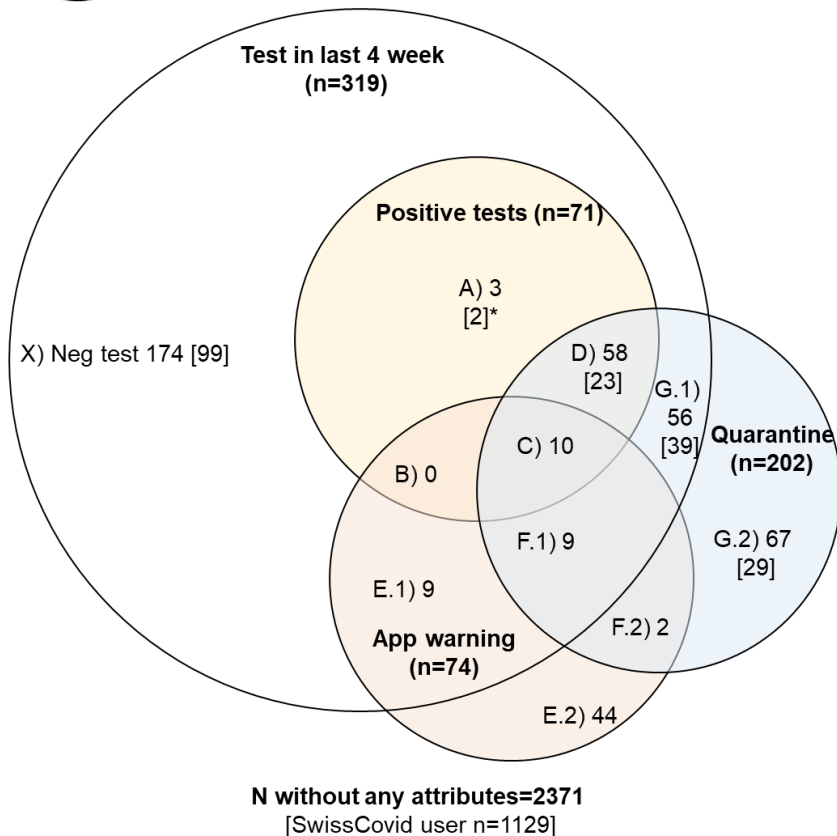 Test in last 4 week
(n=319)
Positive tests (n=71)
A) 3
[2]*
X) Neg test 174 [99]
D) 58
[23]
G.1)
56
[39]
Quarantine
(n=202)
C) 10
B) 0
F.1) 9
G.2) 67
[29]
E.1) 9
App warning
(n=74)
F.2) 2
E.2) 44
N without any attributes=2371
[SwissCovid user n=1129]